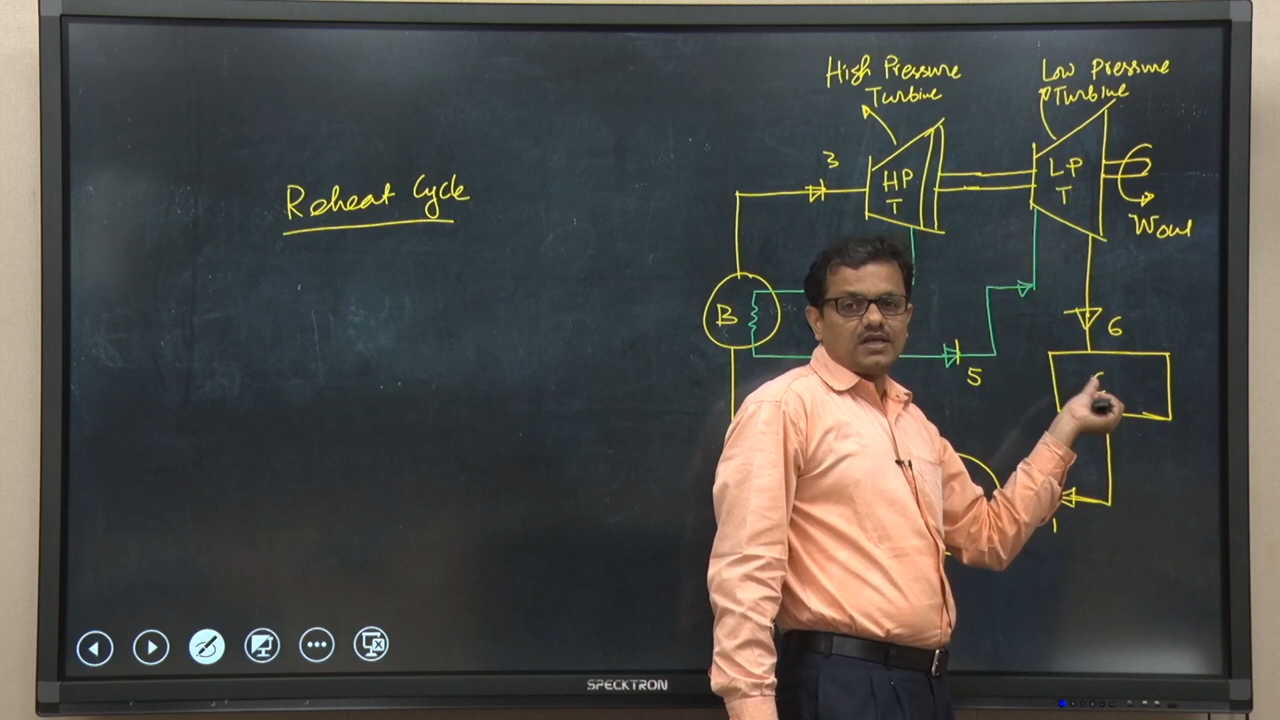 Reheat Cycle
High Pressure
Turbine
Low Pressure
Turbine
3
HP
T
LP
T
Wout
B
6
5
1
SPECKTRON